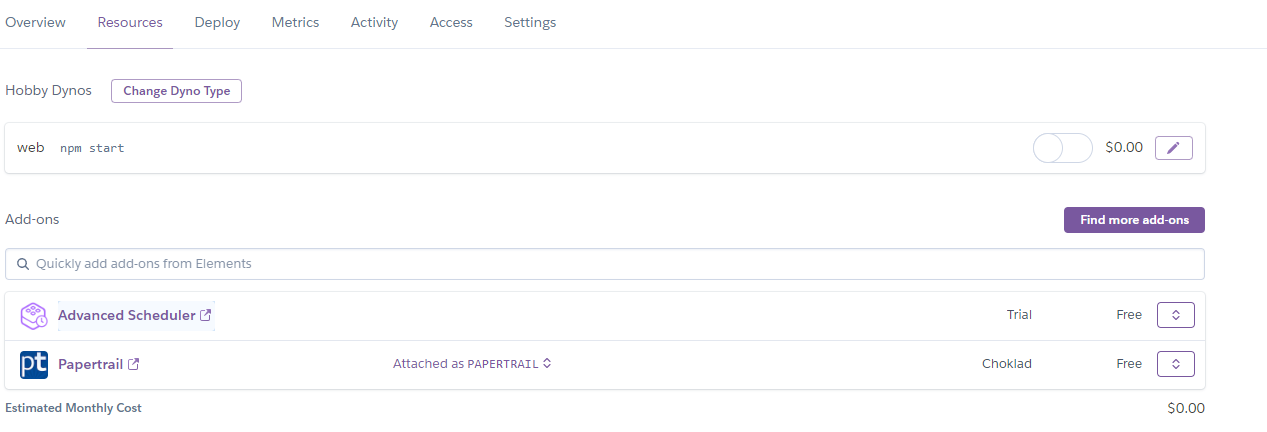 Overview Resources Deploy Metrics Activity Access Settings
Hobby Dynos Change Dyno Type
web npm start $0.00
Add-ons Find more add-ons
Quickly add add-ons from Elements
Advanced Scheduler Trial Free
pt Papertrail Attached as PAPERTRAIL Choklad Free
Estimated Monthly Cost $0.00